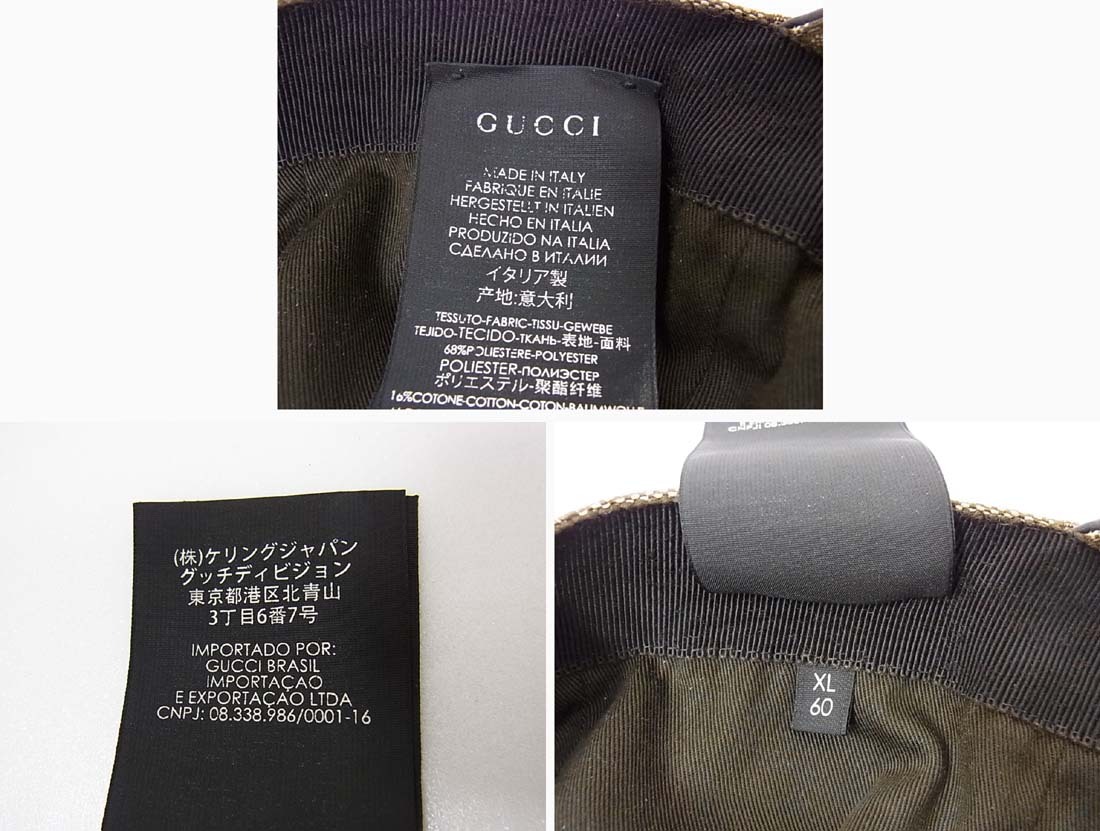 GUCCI
MADE IN ITALY
FABRIQUE EN ITALIE
HERGESTELLT IN ITALIEN
HECHO EN ITALIA
PRODUZIDO NA ITALIA
СДЕЛАНО В ИТАЛИИ
イタリア製
产地:意大利
TESSUTO-FABRIC-TISSU-GEWEBE
TEJIDO-TECIDO-ТКАНЬ-表地-面料
68%POLIESTERE-POLYESTER
POLIESTER-ПОЛИЭСТЕР
ポリエステル-聚酯纤维
16%COTONE-COTTON-COTON-BAUMWOLLE
(株)ケリングジャパン
グッチディビジョン
東京都港区北青山
3丁目6番7号
IMPORTADO POR:
GUCCI BRASIL
IMPORTAÇAO
E EXPORTAÇAO LTDA
CNPJ: 08.338.986/0001-16
XL
60